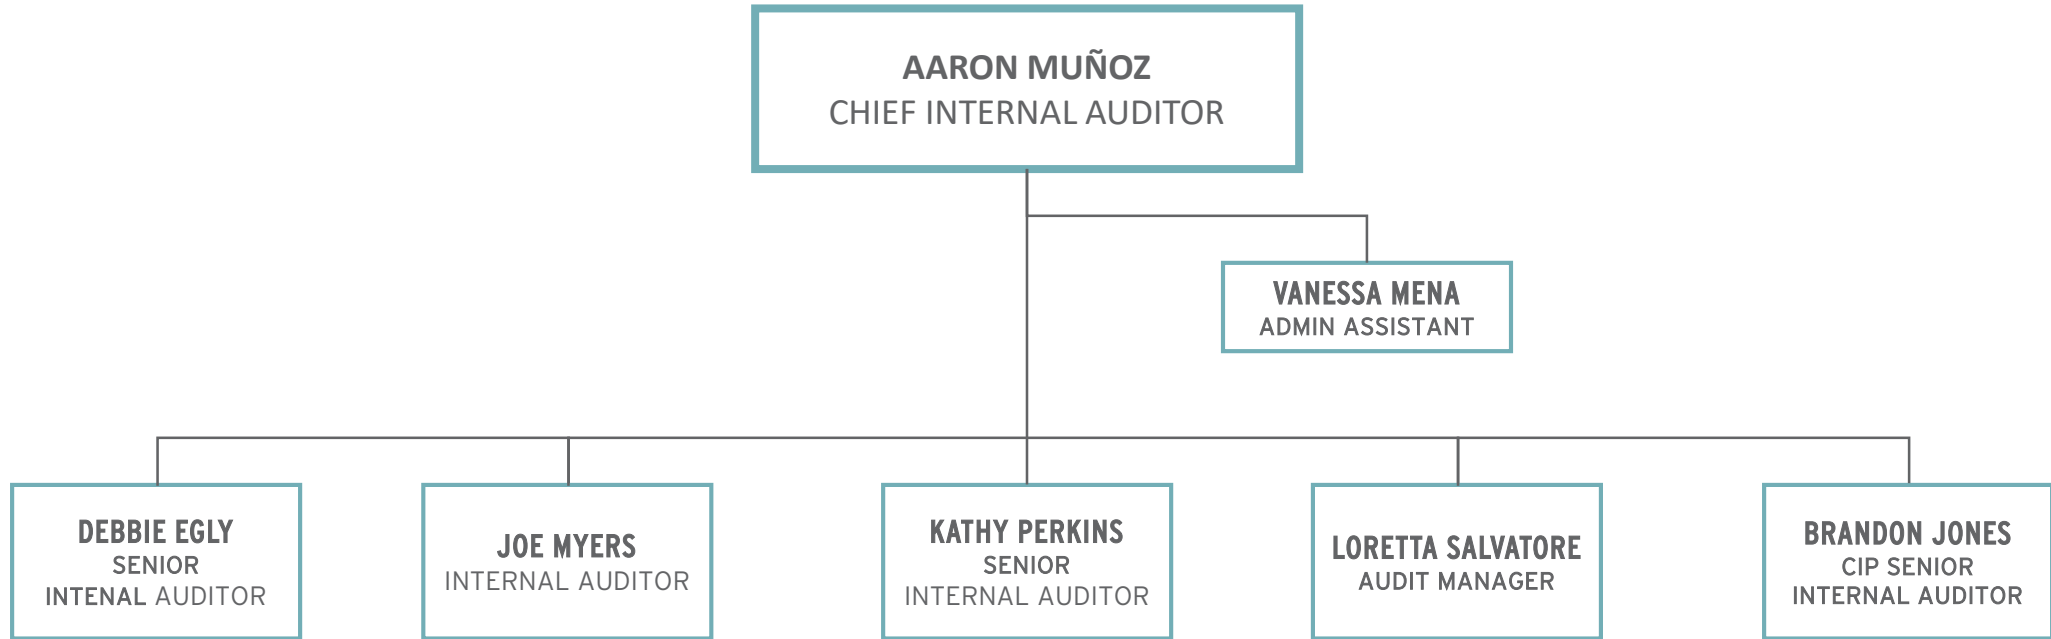 AARON MUÑOZ
CHIEF INTERNAL AUDITOR
VANESSA MENA
ADMIN ASSISTANT
DEBBIE EGLY
SENIOR
INTENAL AUDITOR
JOE MYERS
INTERNAL AUDITOR
KATHY PERKINS
SENIOR
INTERNAL AUDITOR
LORETTA SALVATORE
AUDIT MANAGER
BRANDON JONES
CIP SENIOR
INTERNAL AUDITOR